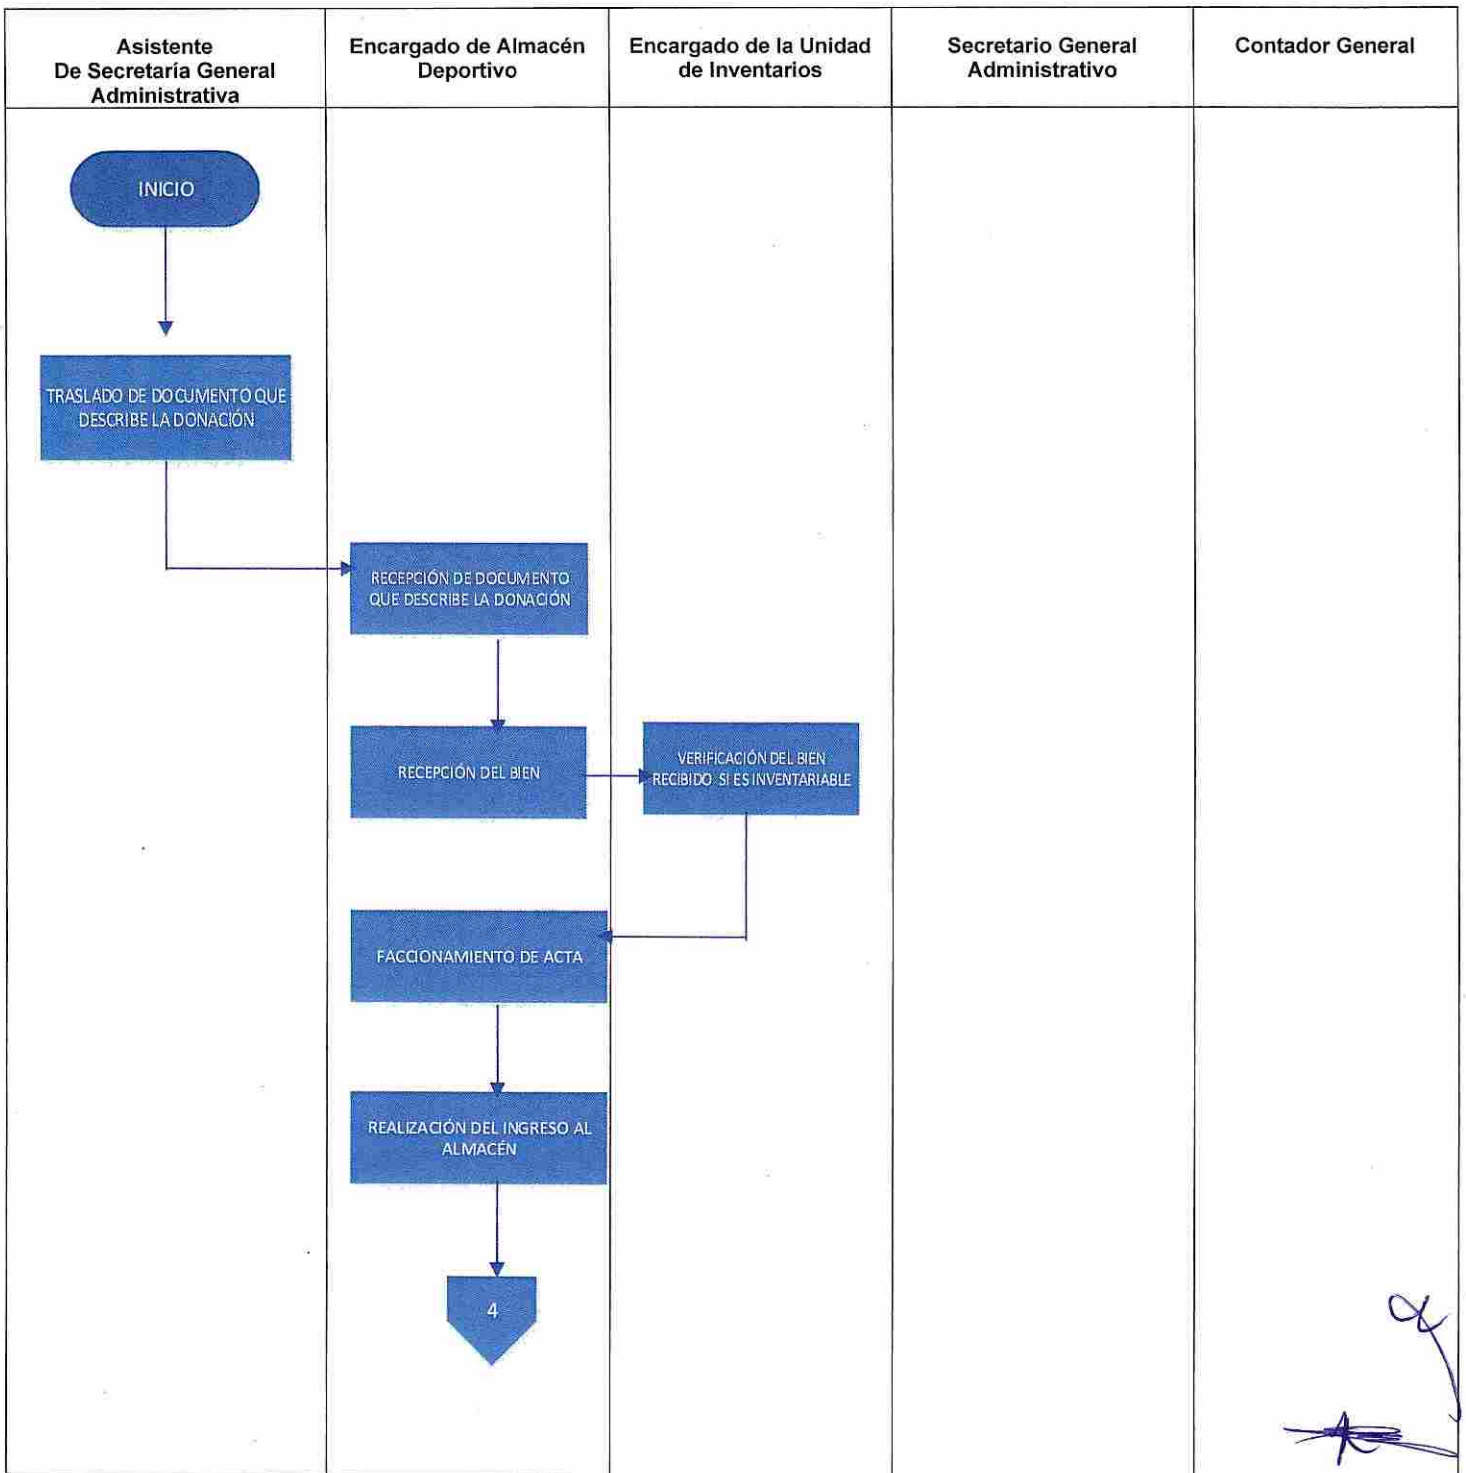 Asistente
De Secretaría General
Administrativa
Encargado de Almacén
Deportivo
Encargado de la Unidad
de Inventarios
Secretario General
Administrativo
Contador General
INICIO
TRASLADO DE DOCUMENTO QUE
DESCRIBE LA DONACIÓN
RECEPCIÓN DE DOCUMENTO
QUE DESCRIBE LA DONACIÓN
RECEPCIÓN DEL BIEN
VERIFICACIÓN DEL BIEN
RECIBIDO SI ES INVENTARIABLE
FACCIONAMIENTO DE ACTA
REALIZACIÓN DEL INGRESO AL
ALMACÉN
4